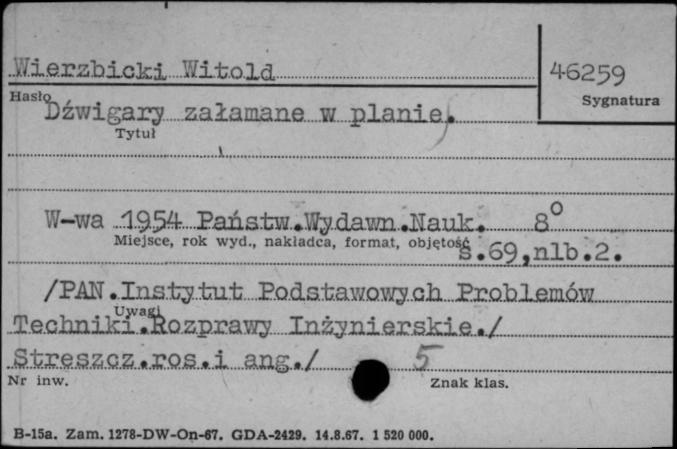 Wierzbicki Witold
46259
Hasło
Sygnatura
Dźwigary załamane w planie.
Tytuł
W-wa 1954 Państw.Wydawn.Nauk. 8°
Miejsce, rok wyd., nakładca, format, objętość
s.69,nlb.2.
/PAN.Instytut Podstawowych Problemów
Uwagi
Techniki.Rozprawy Inżynierskie./
Streszcz.ros.i ang./ 5
Nr inw.
Znak klas.
B-15a. Zam. 1278-DW-On-67. GDA-2429. 14.8.67. 1 520 000.